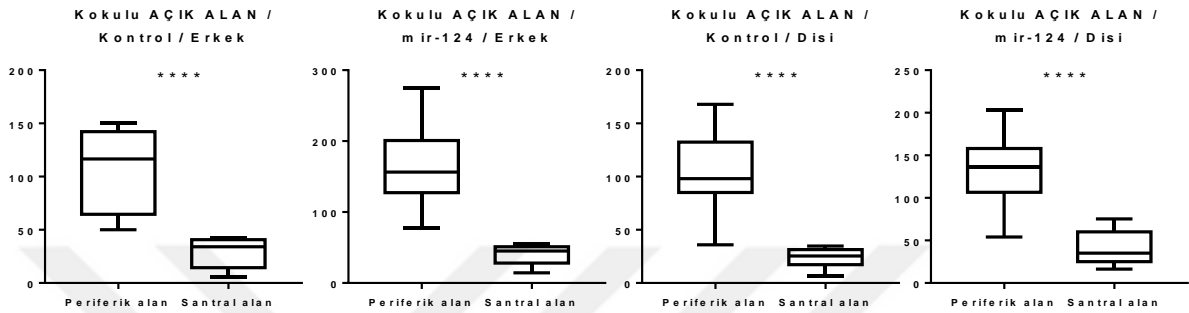 Kokulu AÇIK ALAN /
Kontrol / Erkek
200
150
100
50
0
****
Periferik alan Santral alan
Kokulu AÇIK ALAN /
mir-124 / Erkek
300
200
100
0
****
Periferik alan Santral alan
Kokulu AÇIK ALAN /
Kontrol / Disi
200
150
100
50
0
****
Periferik alan Santral alan
Kokulu AÇIK ALAN /
mir-124 / Disi
250
200
150
100
50
0
****
Periferik alan Santral alan